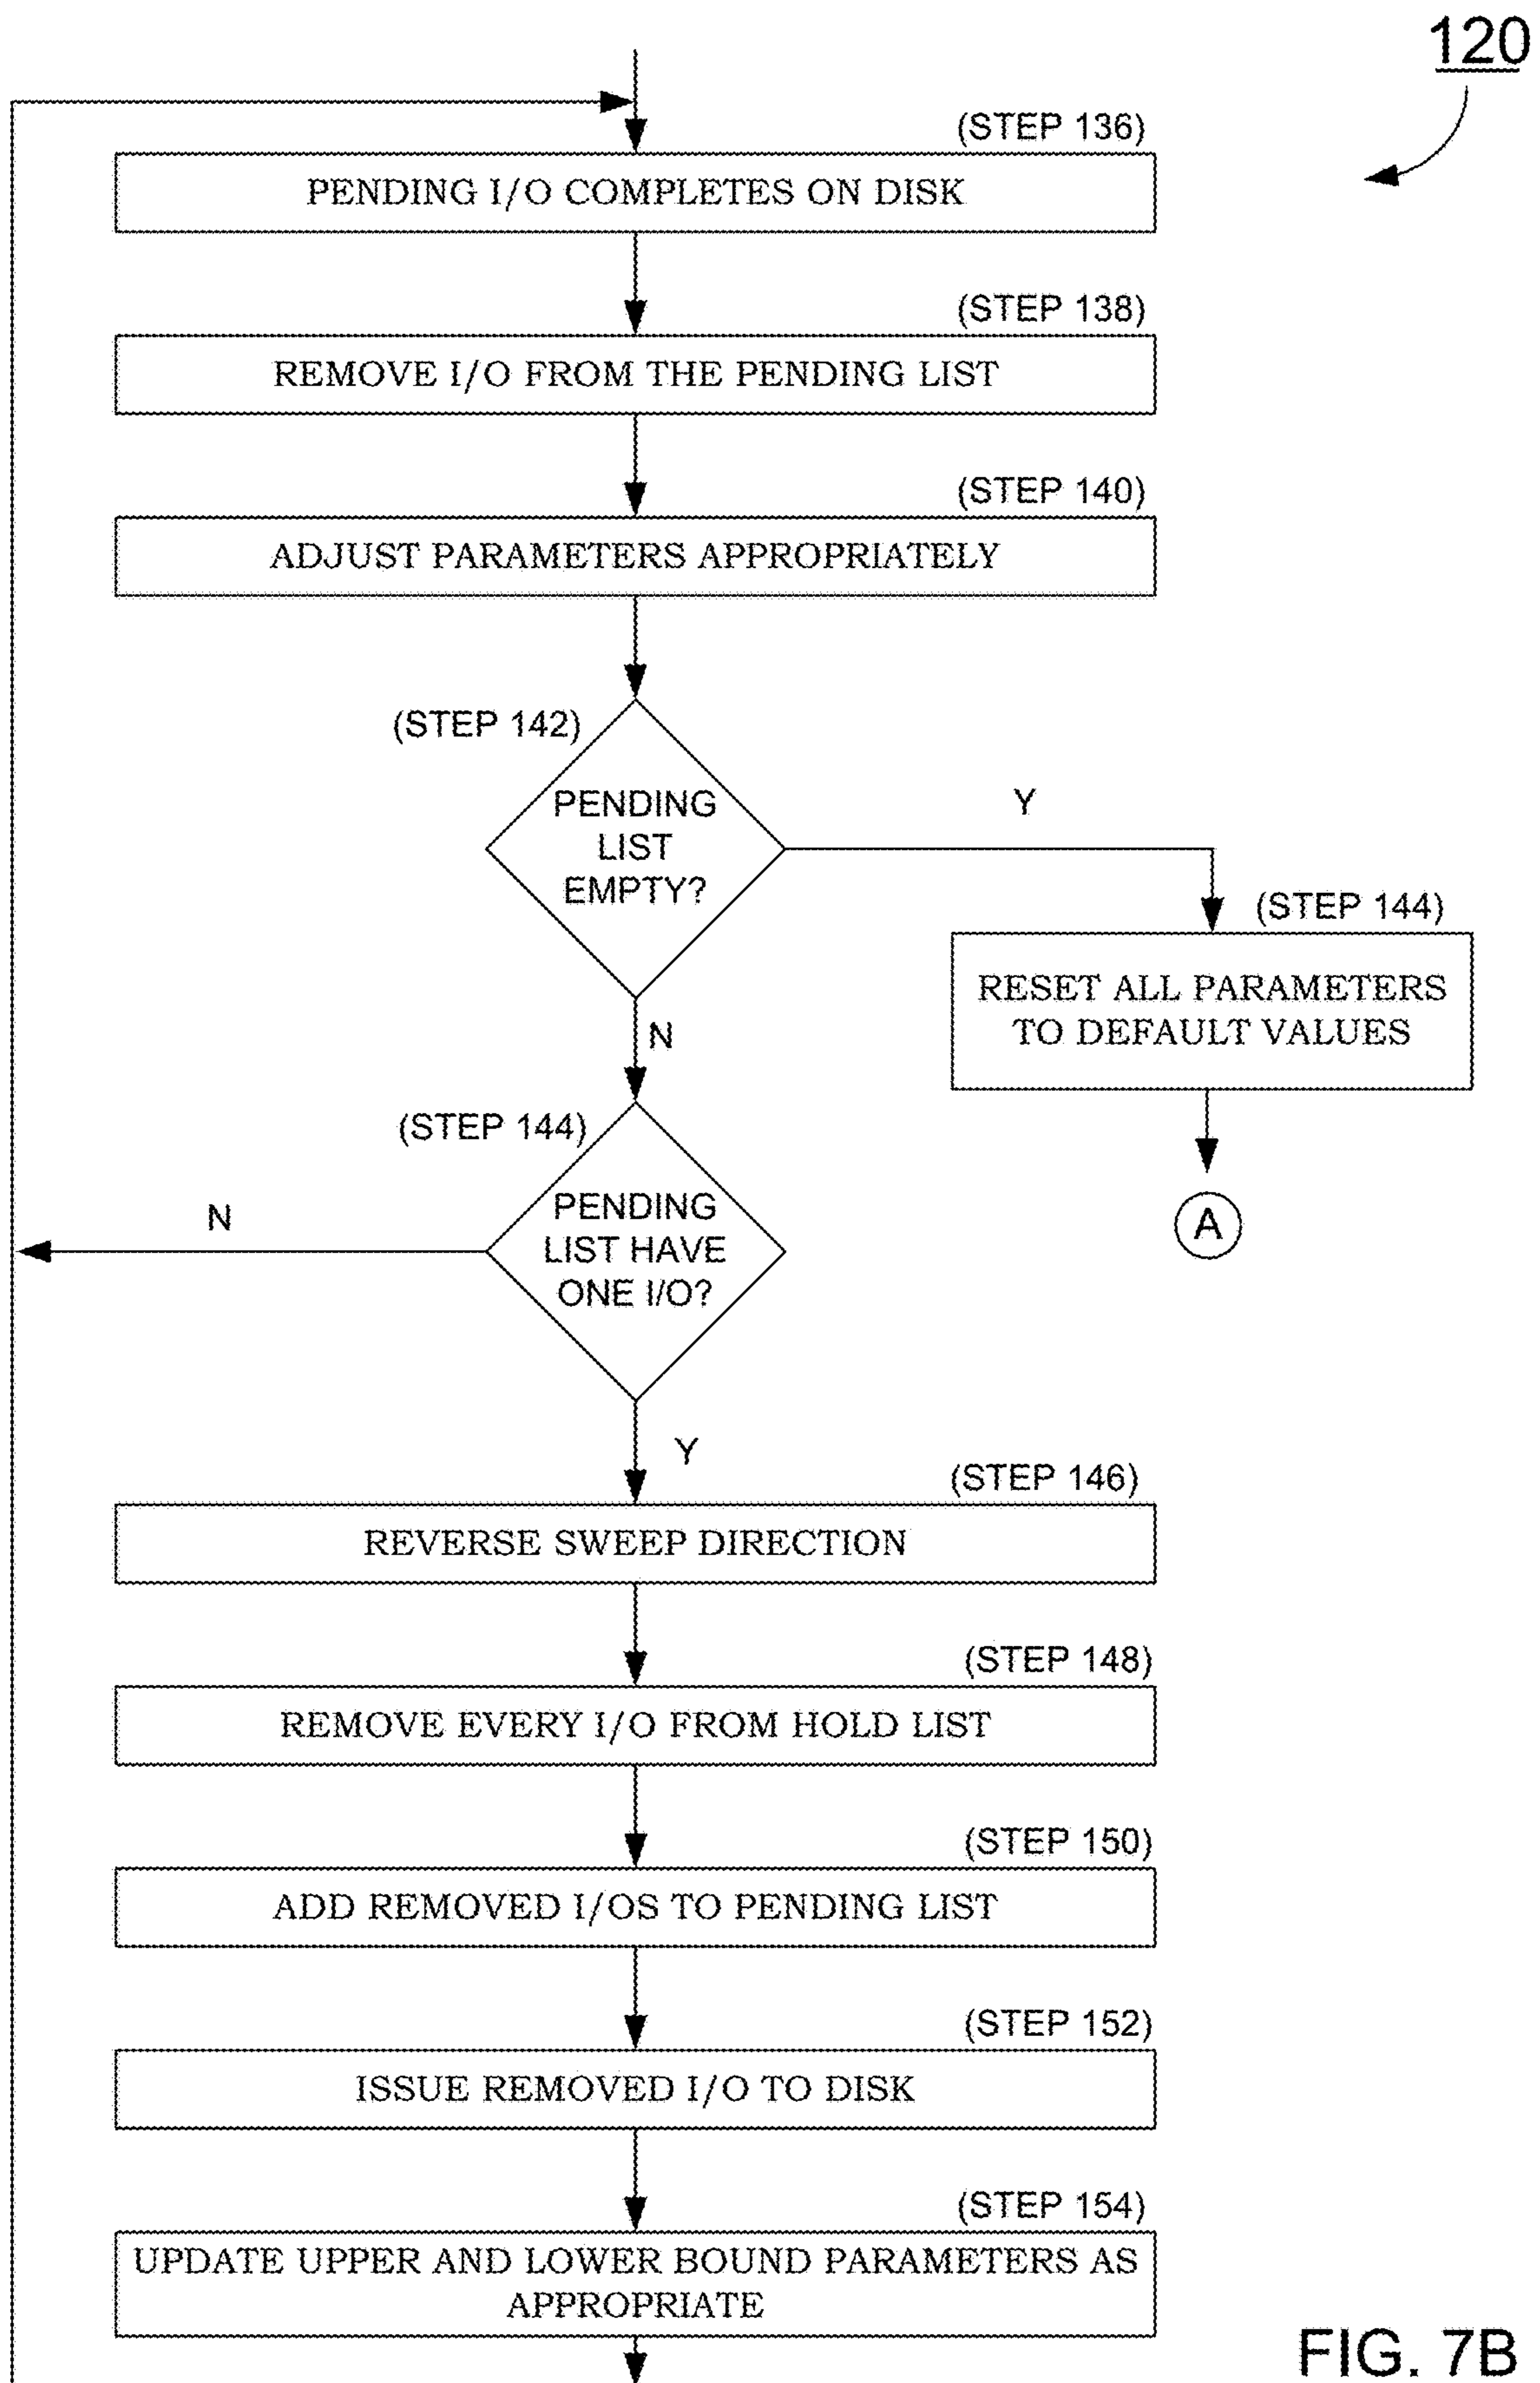 120
(STEP 136)
PENDING I/O COMPLETES ON DISK
(STEP 138)
REMOVE I/O FROM THE PENDING LIST
(STEP 140)
ADJUST PARAMETERS APPROPRIATELY
(STEP 142)
PENDING
LIST
EMPTY?
Y
(STEP 144)
RESET ALL PARAMETERS
TO DEFAULT VALUES
A
N
(STEP 144)
PENDING
LIST HAVE
ONE I/O?
N
Y
(STEP 146)
REVERSE SWEEP DIRECTION
(STEP 148)
REMOVE EVERY I/O FROM HOLD LIST
(STEP 150)
ADD REMOVED I/OS TO PENDING LIST
(STEP 152)
ISSUE REMOVED I/O TO DISK
(STEP 154)
UPDATE UPPER AND LOWER BOUND PARAMETERS AS
APPROPRIATE
FIG. 7B